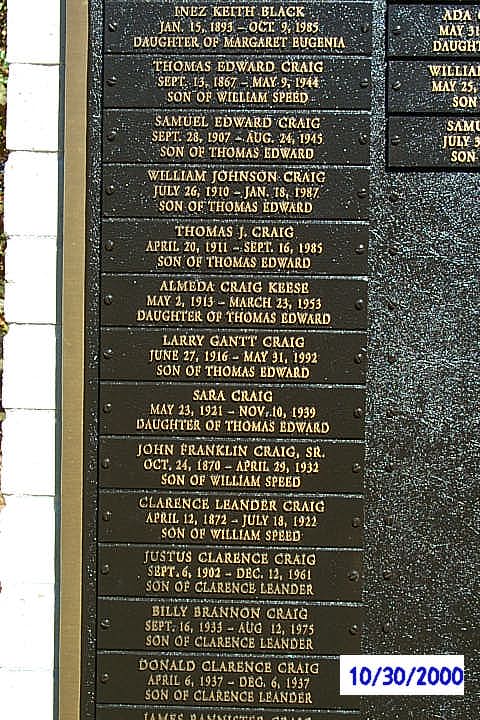 INEZ KEITH BLACK
JAN. 15, 1893 – OCT. 9, 1985
DAUGHTER OF MARGARET EUGENIA
THOMAS EDWARD CRAIG
SEPT. 13, 1867 – MAY 9, 1944
SON OF WILLIAM SPEED
SAMUEL EDWARD CRAIG
SEPT. 28, 1907 – AUG. 24, 1945
SON OF THOMAS EDWARD
WILLIAM JOHNSON CRAIG
JULY 26, 1910 – JAN. 18, 1987
SON OF THOMAS EDWARD
THOMAS J. CRAIG
APRIL 20, 1911 – SEPT. 16, 1985
SON OF THOMAS EDWARD
ALMEDA CRAIG KEESE
MAY 2, 1913 – MARCH 23, 1953
DAUGHTER OF THOMAS EDWARD
LARRY GANTT CRAIG
JUNE 27, 1916 – MAY 31, 1992
SON OF THOMAS EDWARD
SARA CRAIG
MAY 23, 1921 – NOV. 10, 1939
DAUGHTER OF THOMAS EDWARD
JOHN FRANKLIN CRAIG, SR.
OCT. 24, 1870 – APRIL 29, 1932
SON OF WILLIAM SPEED
CLARENCE LEANDER CRAIG
APRIL 12, 1872 – JULY 18, 1922
SON OF WILLIAM SPEED
JUSTUS CLARENCE CRAIG
SEPT. 6, 1902 – DEC. 12, 1961
SON OF CLARENCE LEANDER
BILLY BRANNON CRAIG
SEPT. 16, 1933 – AUG 12, 1975
SON OF CLARENCE LEANDER
DONALD CLARENCE CRAIG
APRIL 6, 1937 – DEC. 6, 1937
SON OF CLARENCE LEANDER
JAMES BANNISTER CRAIG
ADA
MAY 31
DAUGHT
WILLIAM
MAY 25,
SON
SAMU
JULY 3
SON
10/30/2000